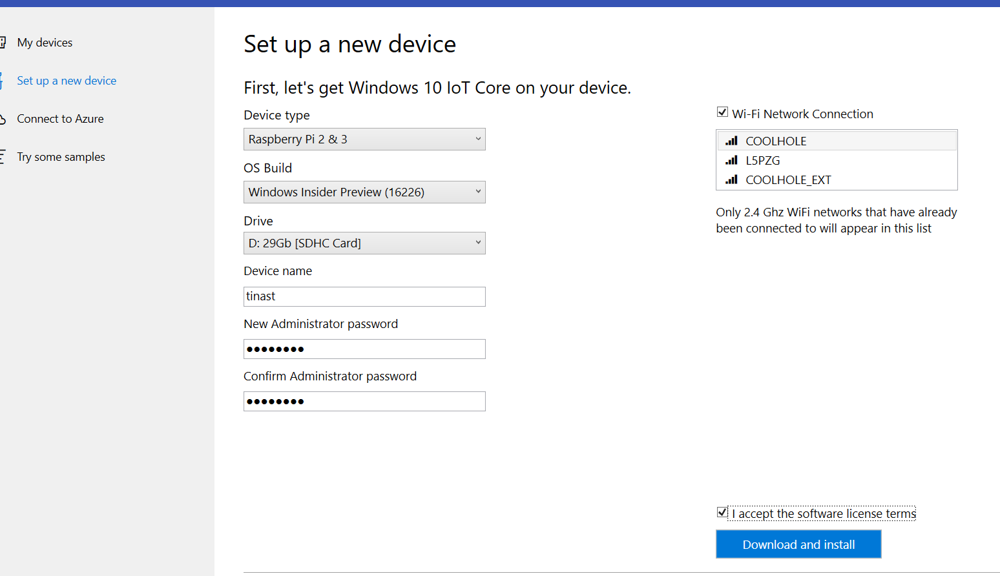 My devices
Set up a new device
Connect to Azure
Try some samples
Set up a new device
First, let's get Windows 10 IoT Core on your device.
Device type
Raspberry Pi 2 & 3
OS Build
Windows Insider Preview (16226)
Drive
D: 29Gb [SDHC Card]
Device name
tinast
New Administrator password
●●●●●●●●
Confirm Administrator password
●●●●●●●●
Wi-Fi Network Connection
COOLHOLE
L5PZG
COOLHOLE_EXT
Only 2.4 Ghz WiFi networks that have already
been connected to will appear in this list
I accept the software license terms
Download and install